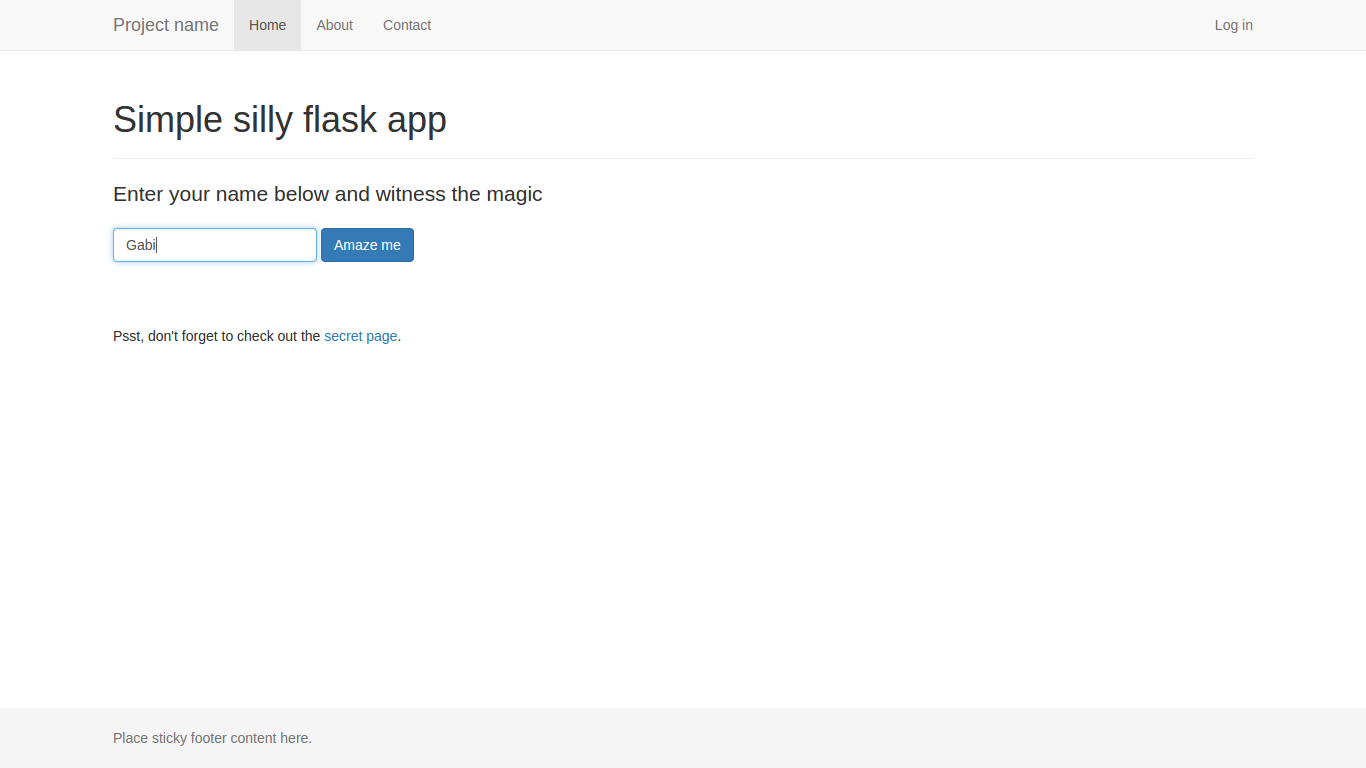 Project name Home About Contact Log in
Simple silly flask app
Enter your name below and witness the magic
Gabi Amaze me
Psst, don't forget to check out the secret page.
Place sticky footer content here.